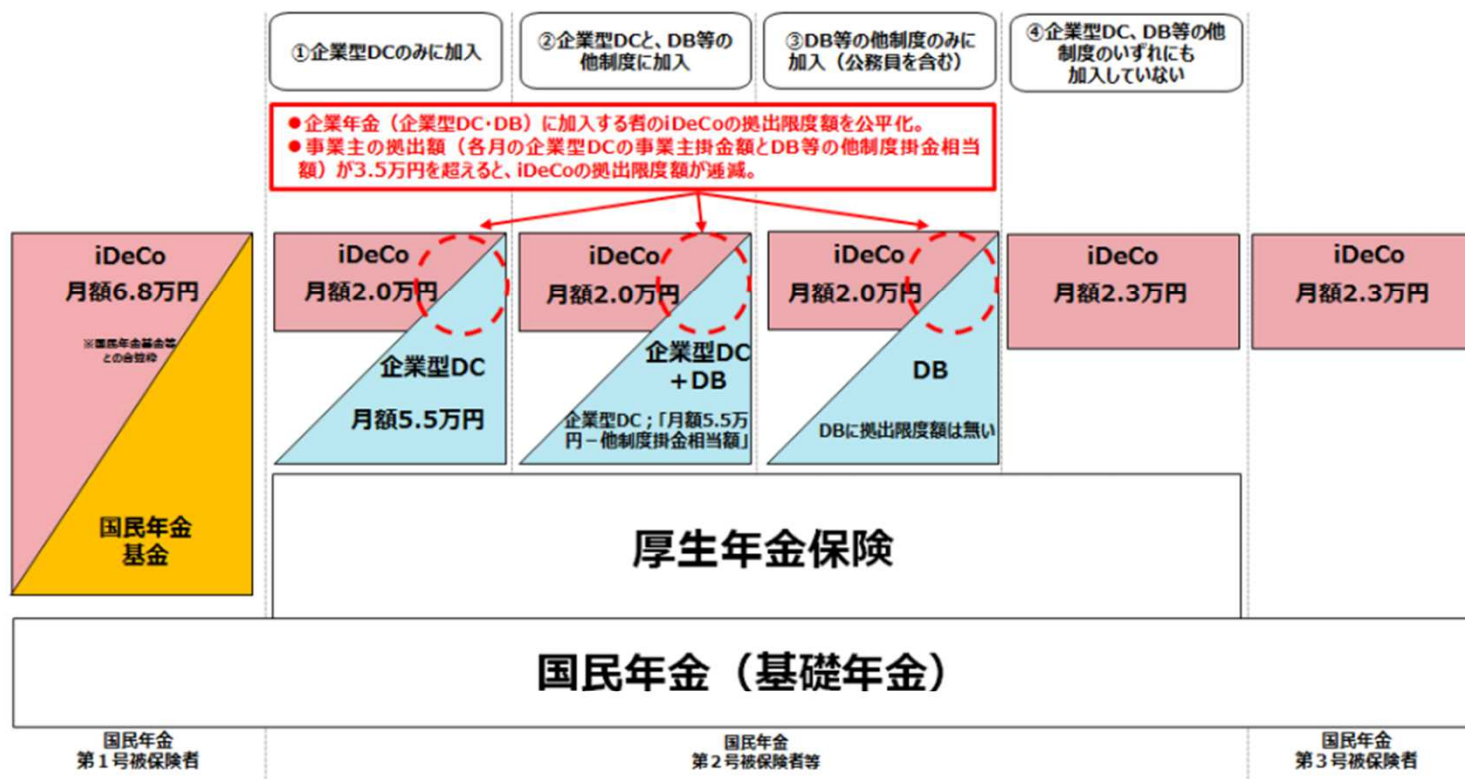 ①企業型DCのみに加入
②企業型DCと、DB等の
他制度に加入
③DB等の他制度のみに
加入（公務員を含む）
④企業型DC、DB等の他
制度のいずれにも
加入していない
●企業年金（企業型DC・DB）に加入する者のiDeCoの拠出限度額を公平化。
●事業主の拠出額（各月の企業型DCの事業主掛金額とDB等の他制度掛金相当
額）が3.5万円を超えると、iDeCoの拠出限度額が逓減。
iDeCo
月額6.8万円
※国民年金基金等
との合算枠
国民年金
基金
iDeCo
月額2.0万円
企業型DC
月額5.5万円
iDeCo
月額2.0万円
企業型DC
+DB
企業型DC；「月額5.5万
円－他制度掛金相当額」
iDeCo
月額2.0万円
DB
DBに拠出限度額は無い
iDeCo
月額2.3万円
iDeCo
月額2.3万円
厚生年金保険
国民年金（基礎年金）
国民年金
第１号被保険者
国民年金
第２号被保険者等
国民年金
第３号被保険者